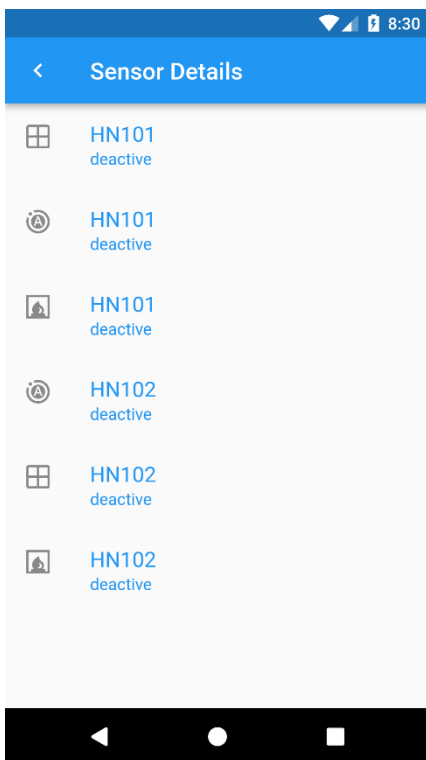 8:30
Sensor Details
HN101
deactive
HN101
deactive
HN101
deactive
HN102
deactive
HN102
deactive
HN102
deactive